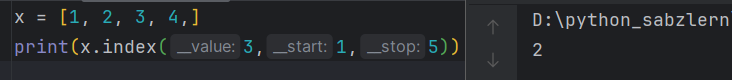 x = [1, 2, 3, 4,]
print(x.index( __value: 3, __start: 1, __stop: 5))
D:\python_sabzlern\
2